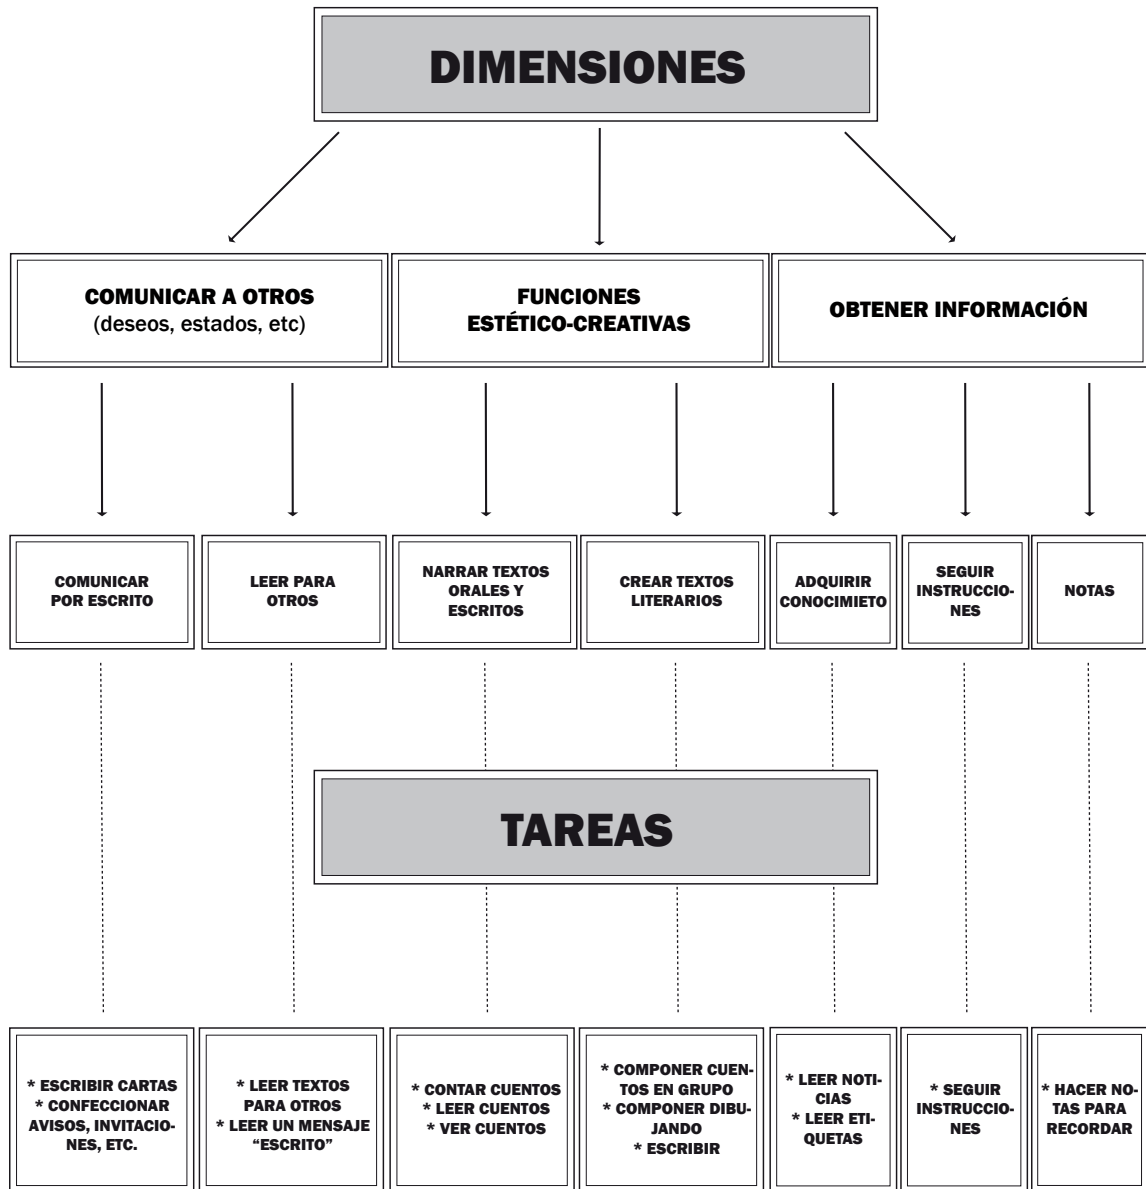 DIMENSIONES
COMUNICAR A OTROS
(deseos, estados, etc)
FUNCIONES
ESTÉTICO-CREATIVAS
OBTENER INFORMACIÓN
COMUNICAR
POR ESCRITO
LEER PARA
OTROS
NARRAR TEXTOS
ORALES Y
ESCRITOS
CREAR TEXTOS
LITERARIOS
ADQUIRIR
CONOCIMIETO
SEGUIR
INSTRUCCIO-
NES
NOTAS
TAREAS
* ESCRIBIR CARTAS
* CONFECCIONAR
AVISOS, INVITACIO-
NES, ETC.
* LEER TEXTOS
PARA OTROS
* LEER UN MENSAJE
“ESCRITO”
* CONTAR CUENTOS
* LEER CUENTOS
* VER CUENTOS
* COMPONER CUEN-
TOS EN GRUPO
* COMPONER DIBU-
JANDO
* ESCRIBIR
* LEER NOTI-
CIAS
* LEER ETI-
QUETAS
* SEGUIR
INSTRUCCIO-
NES
* HACER NO-
TAS PARA
RECORDAR